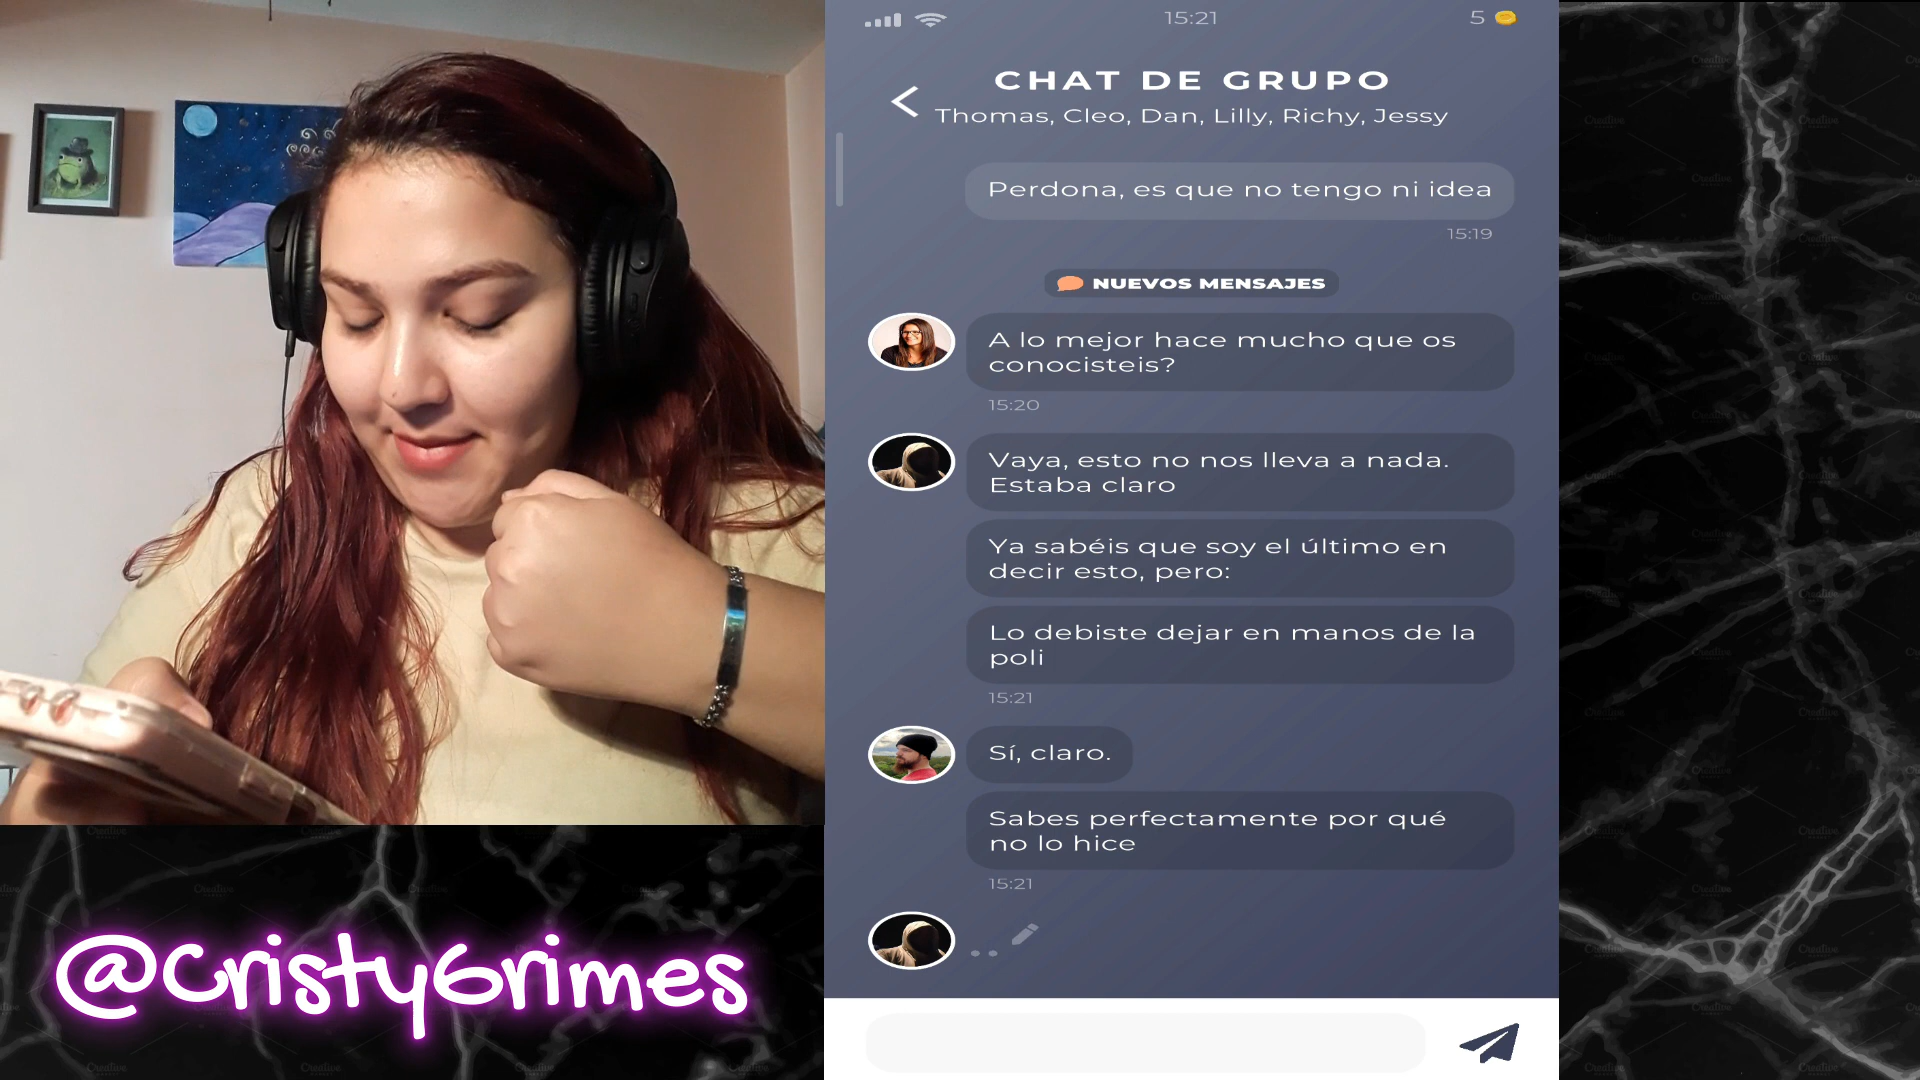 15:21
5
CHAT DE GRUPO
Thomas, Cleo, Dan, Lilly, Richy, Jessy
Perdona, es que no tengo ni idea
15:19
NUEVOS MENSAJES
A lo mejor hace mucho que os
conocisteis?
15:20
Vaya, esto no nos lleva a nada.
Estaba claro
Ya sabéis que soy el último en
decir esto, pero:
Lo debiste dejar en manos de la
poli
15:21
Sí, claro.
Sabes perfectamente por qué
no lo hice
15:21
@CristyGrimes